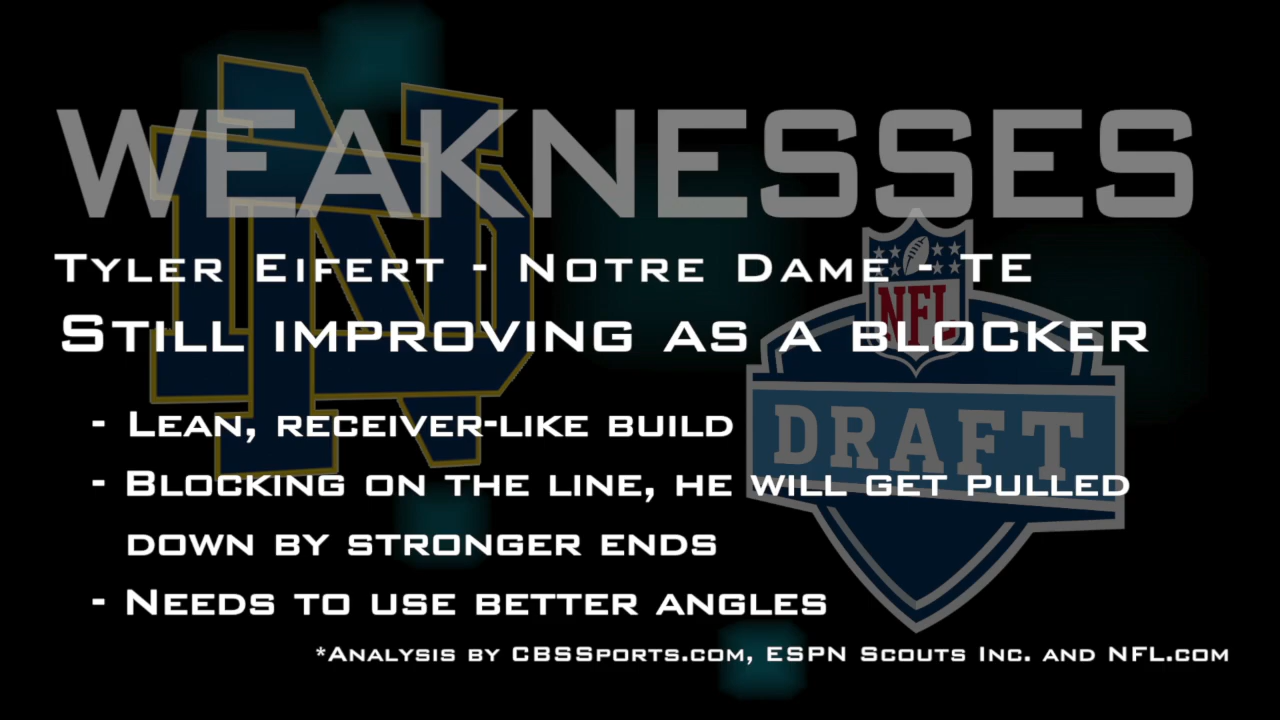 WEAKNESSES
TYLER EIFERT - NOTRE DAME - TE
STILL IMPROVING AS A BLOCKER
- LEAN, RECEIVER-LIKE BUILD
- BLOCKING ON THE LINE, HE WILL GET PULLED
DOWN BY STRONGER ENDS
- NEEDS TO USE BETTER ANGLES
*ANALYSIS BY CBSSPORTS.COM, ESPN SCOUTS INC. AND NFL.COM
ND
NFL
DRAFT